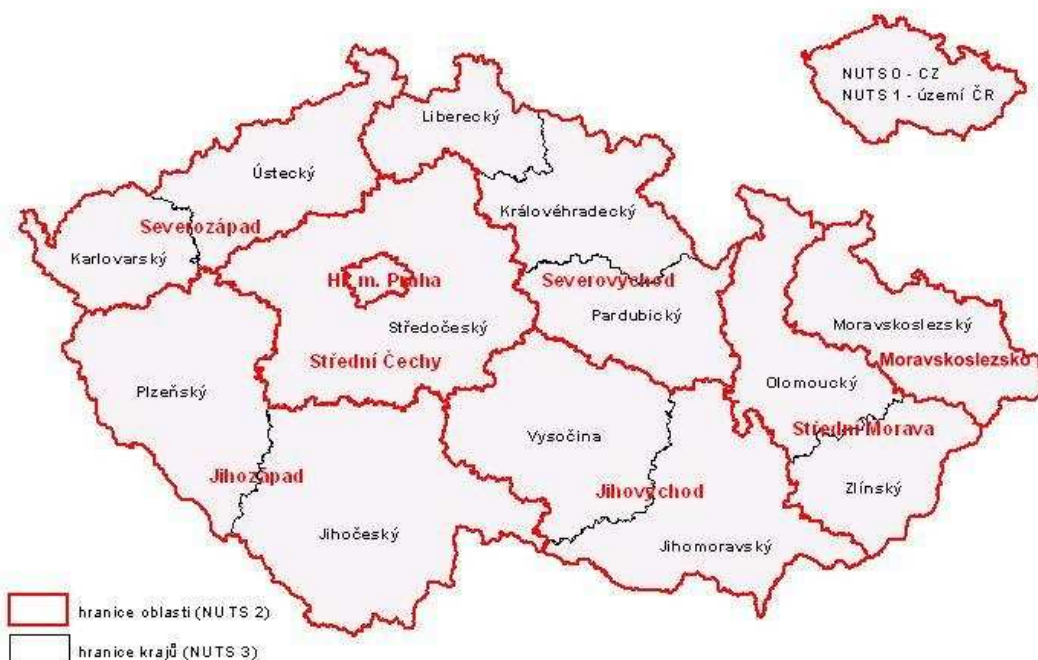 NUTS 0 - CZ
NUTS 1 - území ČR
Liberecký
Ústecký
Královéhradecký
Severozápad
Karlovarský
Hl. m. Praha
Severovýchod
Pardubický
Středočeský
Moravskoslezský
Střední Čechy
Moravskoslezsko
Plzeňský
Olomoucký
Vysočina
Střední Morava
Jihozápad
Jihovýchod
Zlínský
Jihočeský
Jihomoravský
hranice oblastí (NUTS 2)
hranice krajů (NUTS 3)